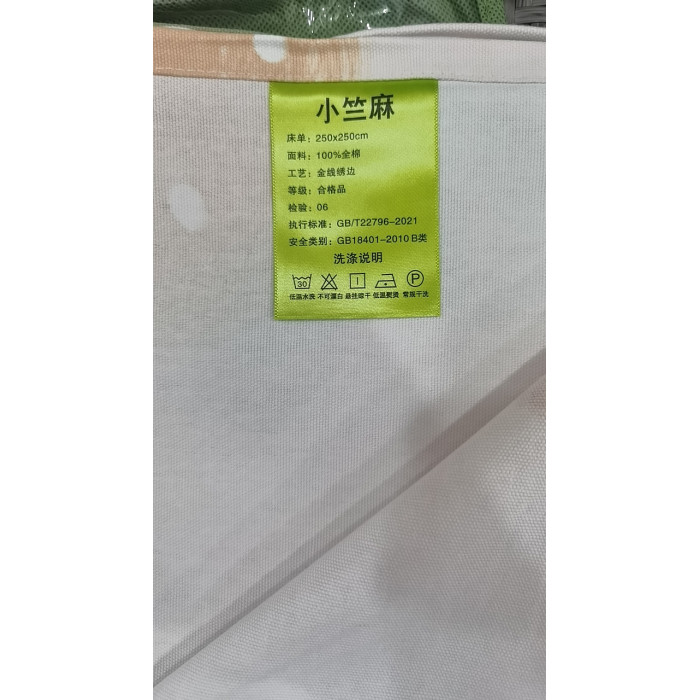 小竺麻
床单：250x250cm
面料：100%全棉
工艺：金线绣边
等级：合格品
检验：06
执行标准：GB/T22796-2021
安全类别：GB18401-2010 B类
洗涤说明
30 P
低温水洗 不可漂白 悬挂晾干 低温熨烫 常规干洗